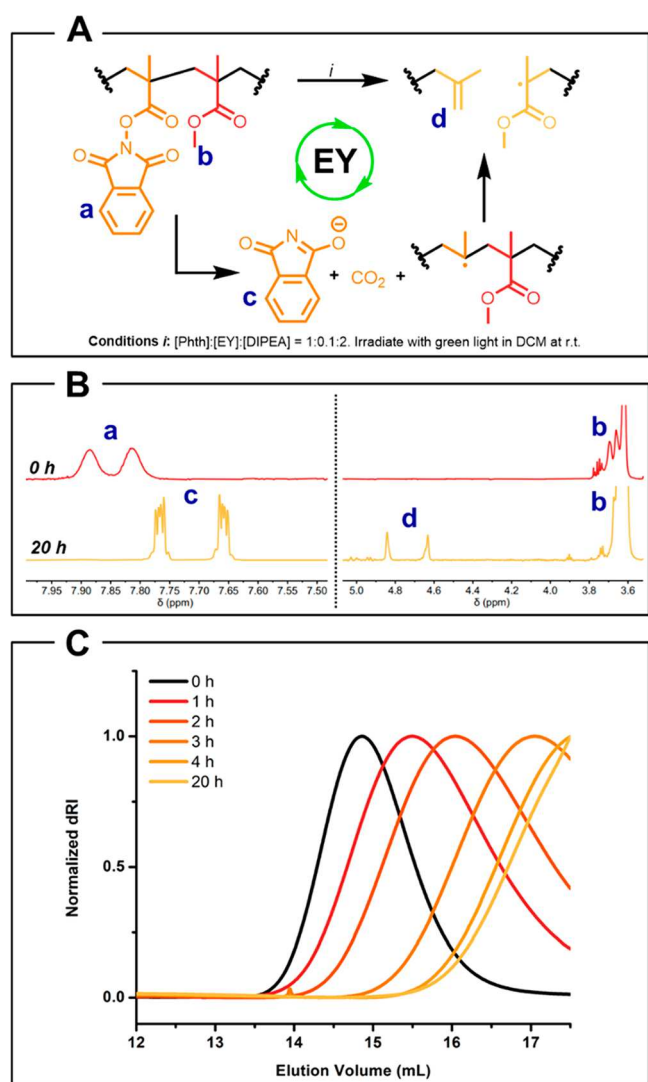 A
i
O
O
O
O
N
O
O
a
b
d
EY
O
O
N
O
O
⊖
O
c
+ CO₂ +
O
O
Conditions i: [Phth]:[EY]:[DIPEA] = 1:0.1:2. Irradiate with green light in DCM at r.t.
B
a
b
0 h
c
d
b
20 h
7.95 7.90 7.85 7.80 7.75 7.70 7.65 7.60 7.55 7.50
δ (ppm)
5.0 4.8 4.6 4.4 4.2 4.0 3.8 3.6
δ (ppm)
C
0 h
1 h
2 h
3 h
4 h
20 h
1.0
0.5
0.0
Normalized dRI
12 13 14 15 16 17
Elution Volume (mL)